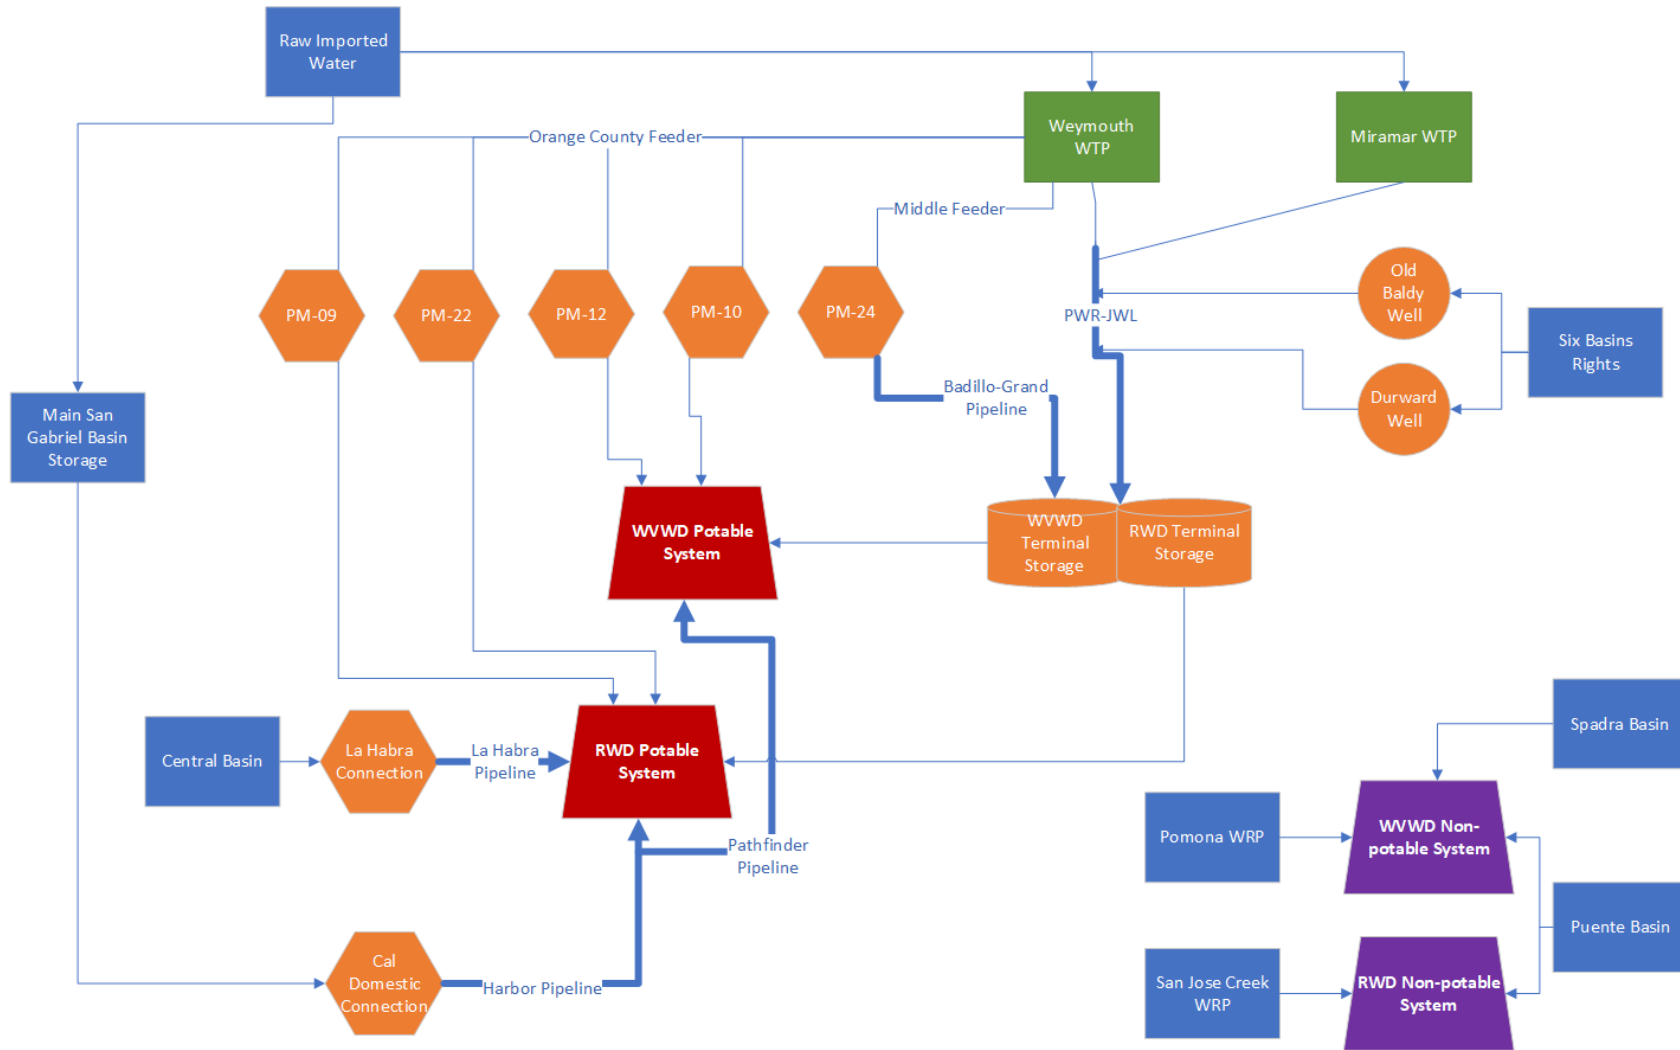 Raw Imported
Water
Orange County Feeder
Weymouth
WTP
Miramar WTP
Middle Feeder
PM-09
PM-22
PM-12
PM-10
PM-24
Old
Baldy
Well
PWR-JWL
Six Basins
Rights
Durward
Well
Badillo-Grand
Pipeline
Main San
Gabriel Basin
Storage
WVWD Potable
System
WVWD
Terminal
Storage
RWD Terminal
Storage
Central Basin
La Habra
Connection
La Habra
Pipeline
RWD Potable
System
Spadra Basin
Pomona WRP
WVWD Non-
potable System
Pathfinder
Pipeline
Puente Basin
Cal
Domestic
Connection
Harbor Pipeline
San Jose Creek
WRP
RWD Non-potable
System